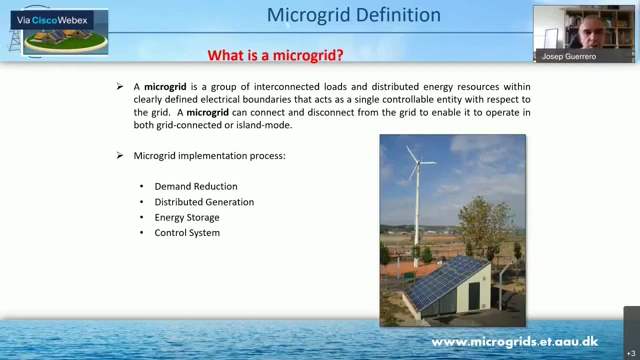 Via Cisco Webex
Microgrid Definition
Josep Guerrero
What is a microgrid?
➢ A microgrid is a group of interconnected loads and distributed energy resources within
clearly defined electrical boundaries that acts as a single controllable entity with respect to
the grid. A microgrid can connect and disconnect from the grid to enable it to operate in
both grid-connected or island-mode.
➢ Microgrid implementation process:
• Demand Reduction
• Distributed Generation
• Energy Storage
• Control System
www.microgrids.et.aau.dk
+3